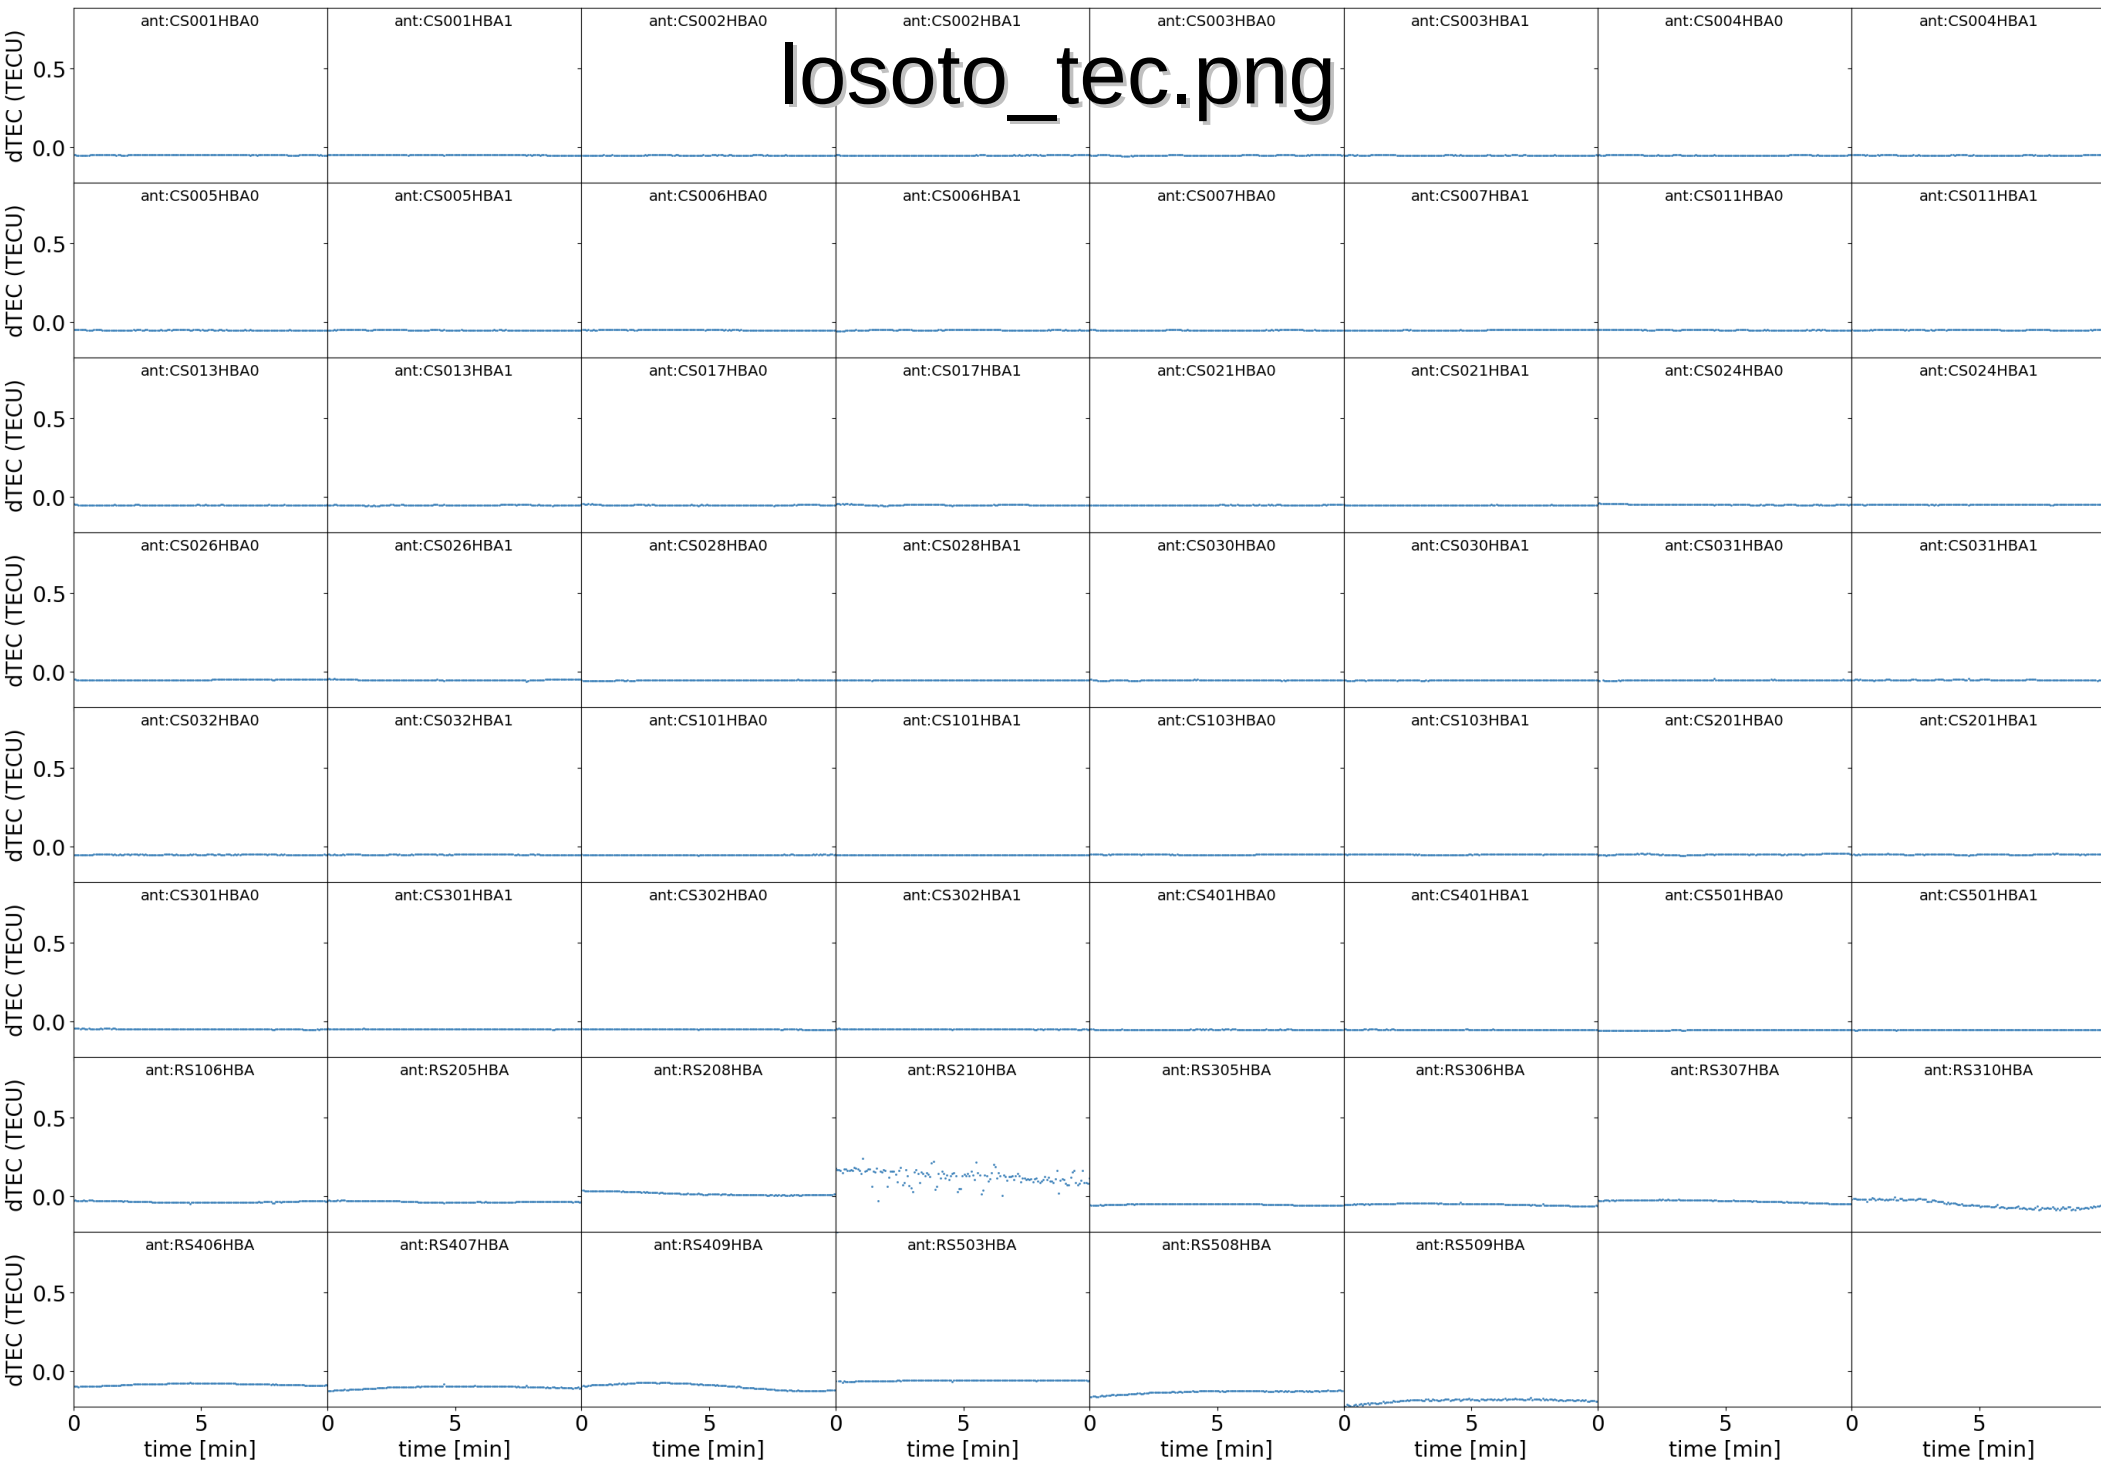 ant:CS001HBA0 ant:CS001HBA1 ant:CS002HBA0 ant:CS002HBA1 ant:CS003HBA0 ant:CS003HBA1 ant:CS004HBA0 ant:CS004HBA1
losoto_tec.png
dTEC (TECU)
0.5
0.0
ant:CS005HBA0 ant:CS005HBA1 ant:CS006HBA0 ant:CS006HBA1 ant:CS007HBA0 ant:CS007HBA1 ant:CS011HBA0 ant:CS011HBA1
dTEC (TECU)
0.5
0.0
ant:CS013HBA0 ant:CS013HBA1 ant:CS017HBA0 ant:CS017HBA1 ant:CS021HBA0 ant:CS021HBA1 ant:CS024HBA0 ant:CS024HBA1
dTEC (TECU)
0.5
0.0
ant:CS026HBA0 ant:CS026HBA1 ant:CS028HBA0 ant:CS028HBA1 ant:CS030HBA0 ant:CS030HBA1 ant:CS031HBA0 ant:CS031HBA1
dTEC (TECU)
0.5
0.0
ant:CS032HBA0 ant:CS032HBA1 ant:CS101HBA0 ant:CS101HBA1 ant:CS103HBA0 ant:CS103HBA1 ant:CS201HBA0 ant:CS201HBA1
dTEC (TECU)
0.5
0.0
ant:CS301HBA0 ant:CS301HBA1 ant:CS302HBA0 ant:CS302HBA1 ant:CS401HBA0 ant:CS401HBA1 ant:CS501HBA0 ant:CS501HBA1
dTEC (TECU)
0.5
0.0
ant:RS106HBA ant:RS205HBA ant:RS208HBA ant:RS210HBA ant:RS305HBA ant:RS306HBA ant:RS307HBA ant:RS310HBA
dTEC (TECU)
0.5
0.0
ant:RS406HBA ant:RS407HBA ant:RS409HBA ant:RS503HBA ant:RS508HBA ant:RS509HBA
dTEC (TECU)
0.5
0.0
0 5 0 5 0 5 0 5 0 5 0 5 0 5 0 5
time [min] time [min] time [min] time [min] time [min] time [min] time [min] time [min]